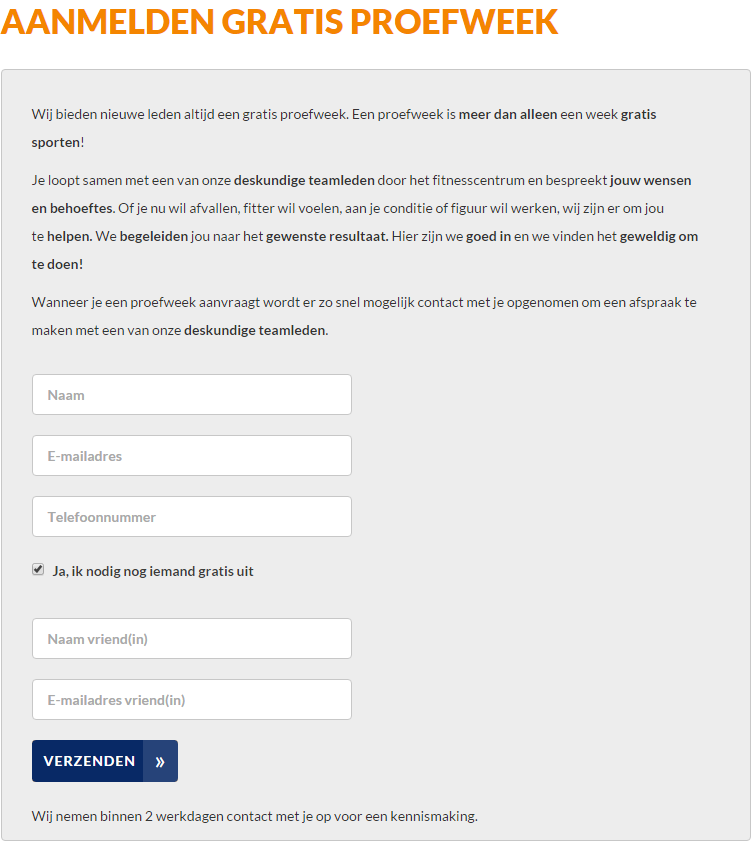 AANMELDEN GRATIS PROEFWEEK
Wij bieden nieuwe leden altijd een gratis proefweek. Een proefweek is meer dan alleen een week gratis
sporten!
Je loopt samen met een van onze deskundige teamleden door het fitnesscentrum en bespreekt jouw wensen
en behoeftes. Of je nu wil afvallen, fitter wil voelen, aan je conditie of figuur wil werken, wij zijn er om jou
te helpen. We begeleiden jou naar het gewenste resultaat. Hier zijn we goed in en we vinden het geweldig om
te doen!
Wanneer je een proefweek aanvraagt wordt er zo snel mogelijk contact met je opgenomen om een afspraak te
maken met een van onze deskundige teamleden.
Naam
E-mailadres
Telefoonnummer
Ja, ik nodig nog iemand gratis uit
Naam vriend(in)
E-mailadres vriend(in)
VERZENDEN »
Wij nemen binnen 2 werkdagen contact met je op voor een kennismaking.